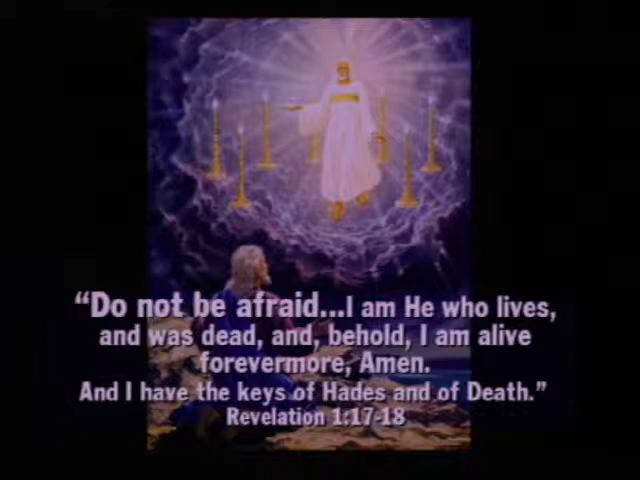 “Do not be afraid...I am He who lives,
and was dead, and, behold, I am alive
forevermore, Amen.
And I have the keys of Hades and of Death.”
Revelation 1:17-18